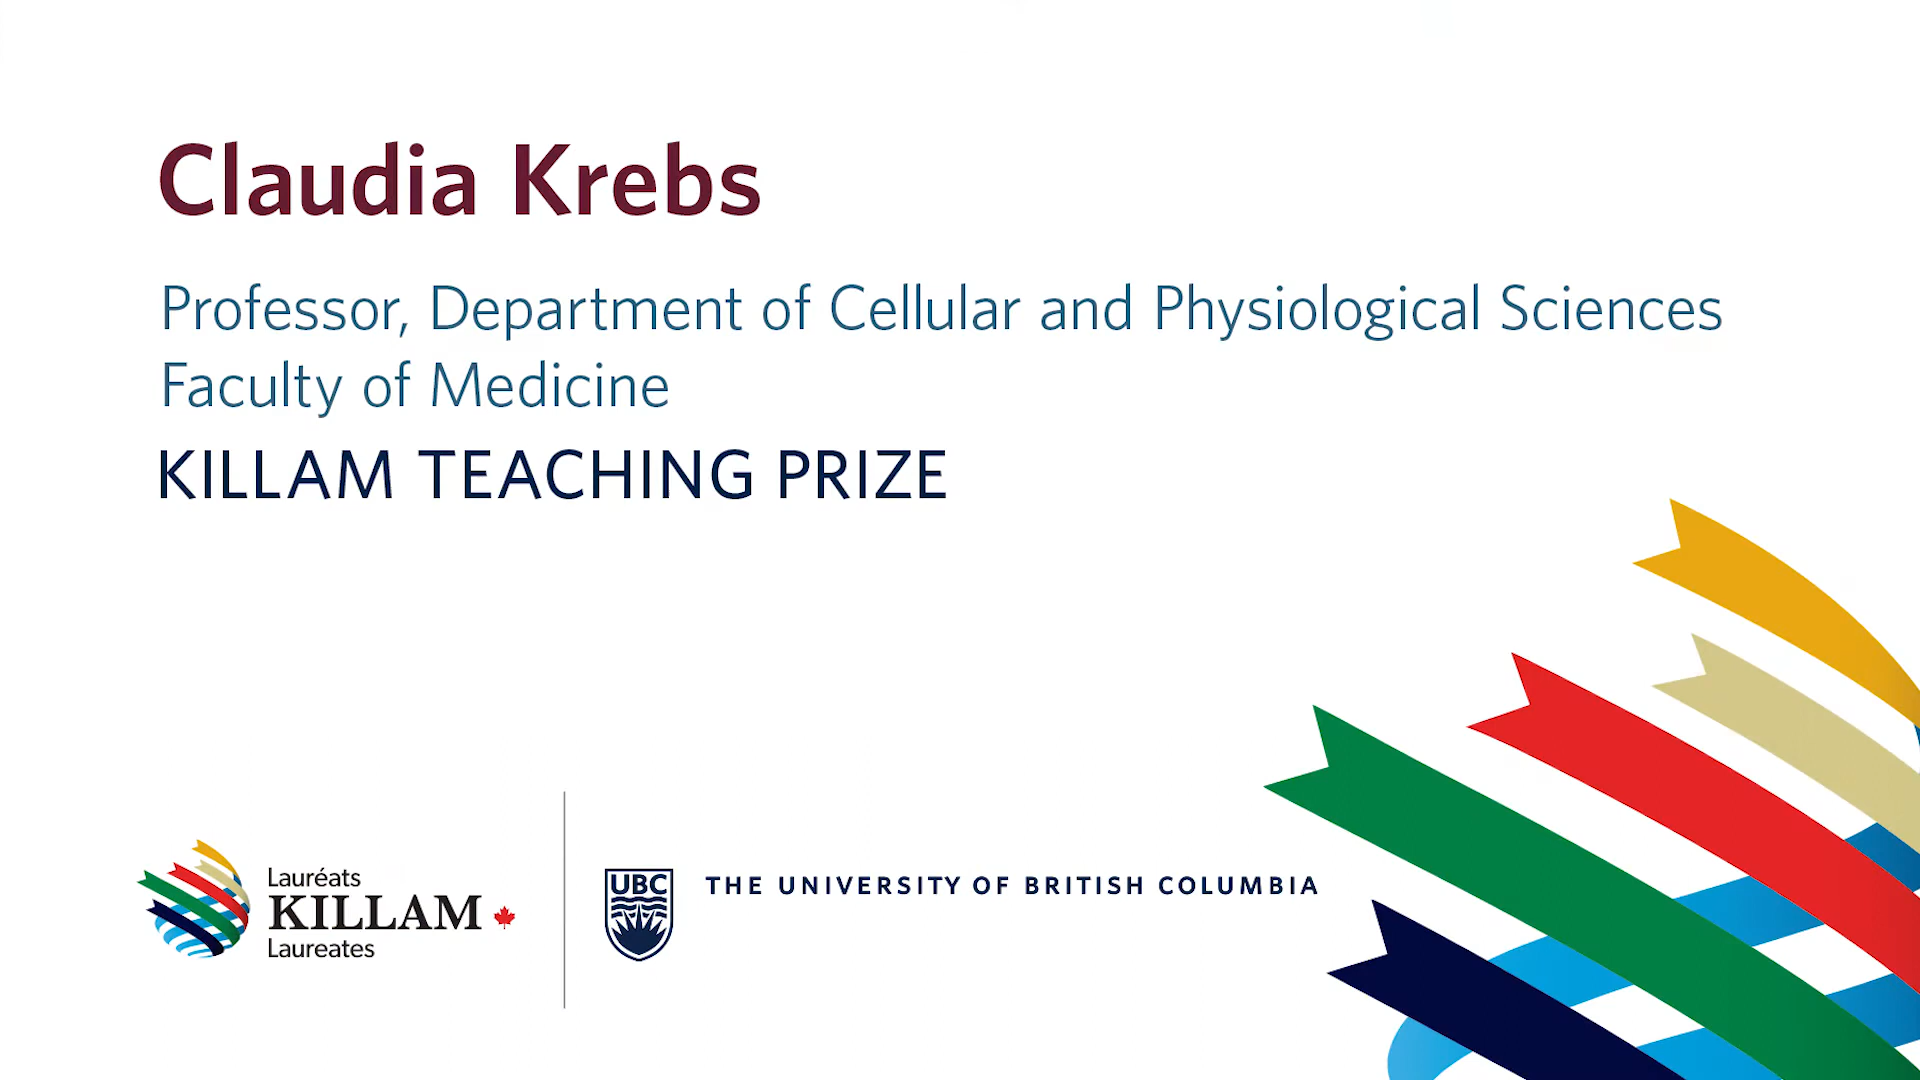 Claudia Krebs
Professor, Department of Cellular and Physiological Sciences
Faculty of Medicine
KILLAM TEACHING PRIZE
Lauréats
KILLAM
Laureates
UBC
THE UNIVERSITY OF BRITISH COLUMBIA